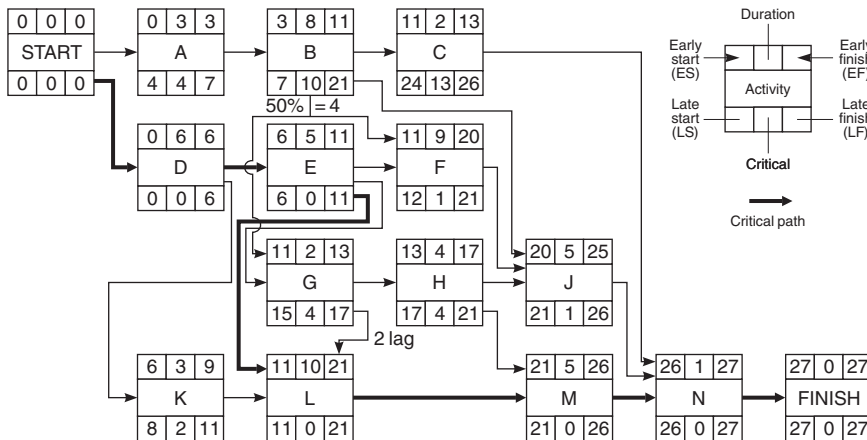 0 0 0
START
0 0 0
0 3 3
A
4 4 7
3 8 11
B
7 10 21
11 2 13
C
24 13 26
50% = 4
0 6 6
D
0 0 6
6 5 11
E
6 0 11
11 9 20
F
12 1 21
11 2 13
G
15 4 17
13 4 17
H
17 4 21
20 5 25
J
21 1 26
2 lag
6 3 9
K
8 2 11
11 10 21
L
11 0 21
21 5 26
M
21 0 26
26 1 27
N
26 0 27
27 0 27
FINISH
27 0 27
Duration
Early
start
(ES)
Early
finish
(EF)
Activity
Late
start
(LS)
Late
finish
(LF)
Critical
Critical path